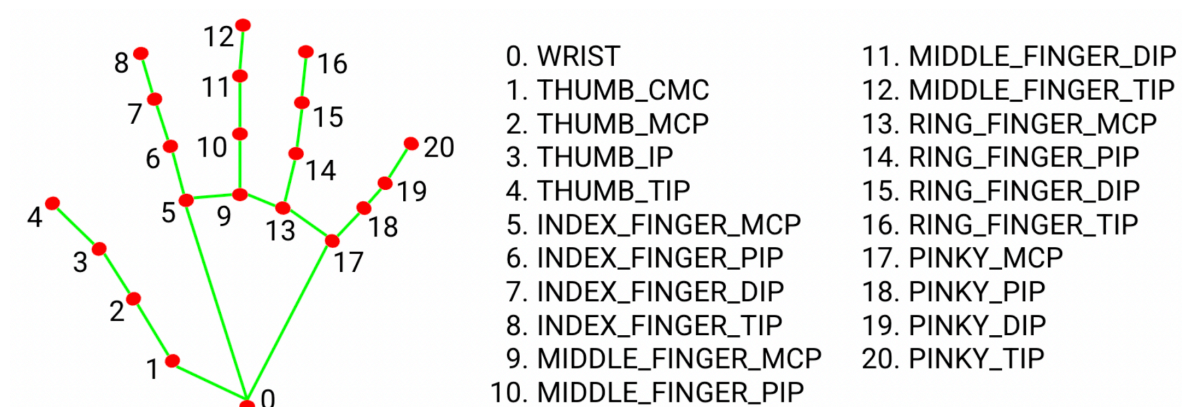 12
8
16
11
7
15
10
6
14
20
19
4
5
9
13
18
3
17
2
1
0
0. WRIST
1. THUMB_CMC
2. THUMB_MCP
3. THUMB_IP
4. THUMB_TIP
5. INDEX_FINGER_MCP
6. INDEX_FINGER_PIP
7. INDEX_FINGER_DIP
8. INDEX_FINGER_TIP
9. MIDDLE_FINGER_MCP
10. MIDDLE_FINGER_PIP
11. MIDDLE_FINGER_DIP
12. MIDDLE_FINGER_TIP
13. RING_FINGER_MCP
14. RING_FINGER_PIP
15. RING_FINGER_DIP
16. RING_FINGER_TIP
17. PINKY_MCP
18. PINKY_PIP
19. PINKY_DIP
20. PINKY_TIP